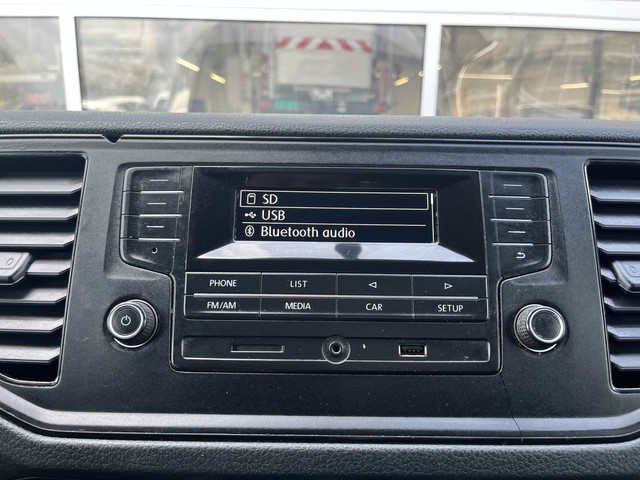 SD
USB
Bluetooth audio
PHONE LIST
FM/AM MEDIA CAR SETUP